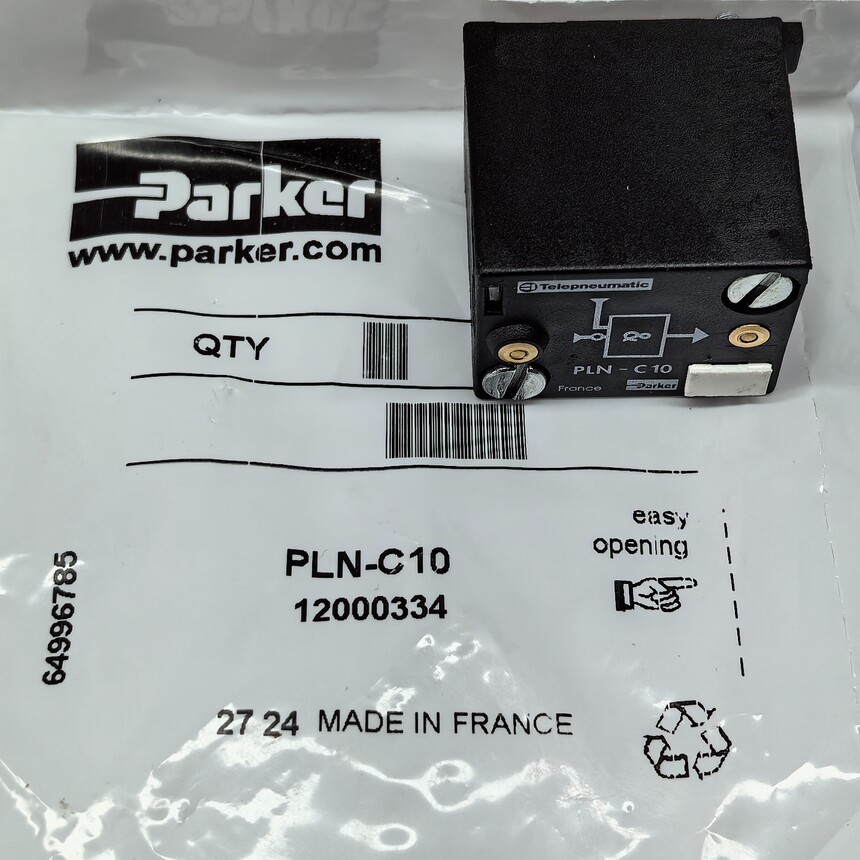 Parker
www.parker.com
QTY
Telepneumatic
PLN - C10
France Parker
easy
opening
PLN-C10
12000334
64996785
27 24 MADE IN FRANCE